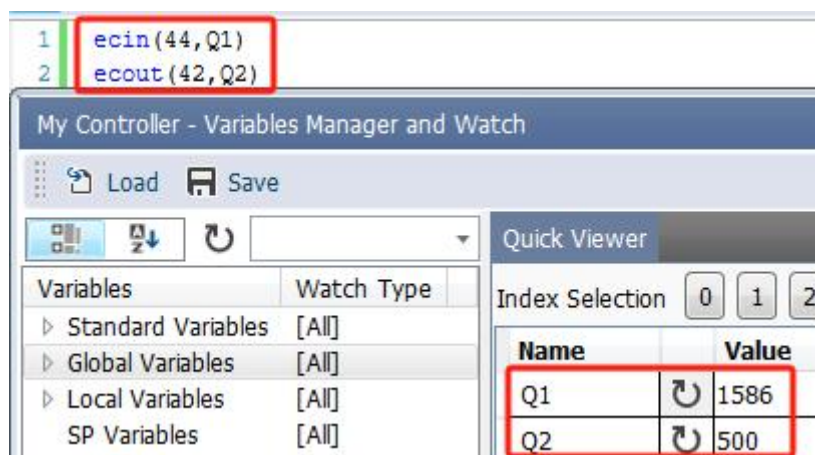 1 ecin(44,Q1)
2 ecout(42,Q2)
My Controller - Variables Manager and Watch
Load Save
Quick Viewer
Variables Watch Type
Index Selection 0 1 2
Standard Variables [All]
Name Value
Global Variables [All]
Q1 1586
Local Variables [All]
SP Variables [All]
Q2 500